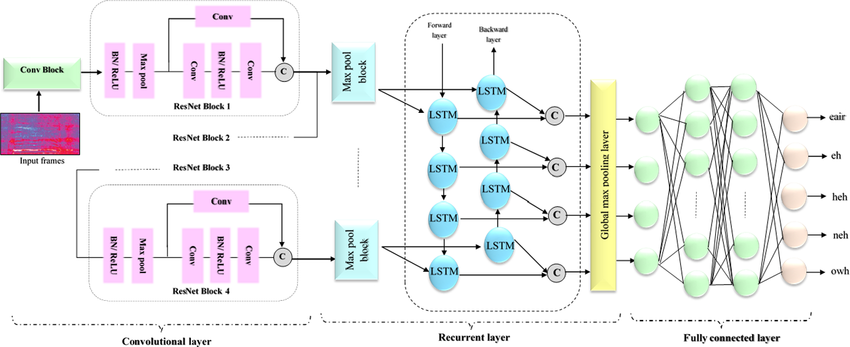 Conv Block
Input frames
BN/ ReLU
Max pool
Conv
Conv
BN/ ReLU
Conv
C
ResNet Block 1
ResNet Block 2
ResNet Block 3
BN/ ReLU
Max pool
Conv
Conv
BN/ ReLU
Conv
C
ResNet Block 4
Max pool
block
Max pool
block
Forward
layer
Backward
layer
LSTM
LSTM
LSTM
LSTM
LSTM
LSTM
LSTM
LSTM
C
C
C
C
Global max pooling layer
eair
eh
heh
neh
owh
Convolutional layer
Recurrent layer
Fully connected layer